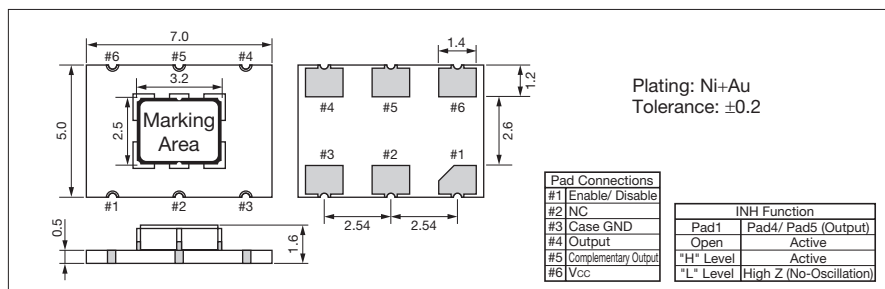 7.0
#6 #5 #4
3.2
5.0
2.5
Marking
Area
#1 #2 #3
0.5
1.6
1.4
1.2
#4 #5 #6
2.6
#3 #2 #1
2.54 2.54
Plating: Ni+Au
Tolerance: ±0.2
Pad Connections
#1 Enable/ Disable
#2 NC
#3 Case GND
#4 Output
#5 Complementary Output
#6 Vcc
INH Function
Pad1 Pad4/ Pad5 (Output)
Open Active
"H" Level Active
"L" Level High Z (No-Oscillation)